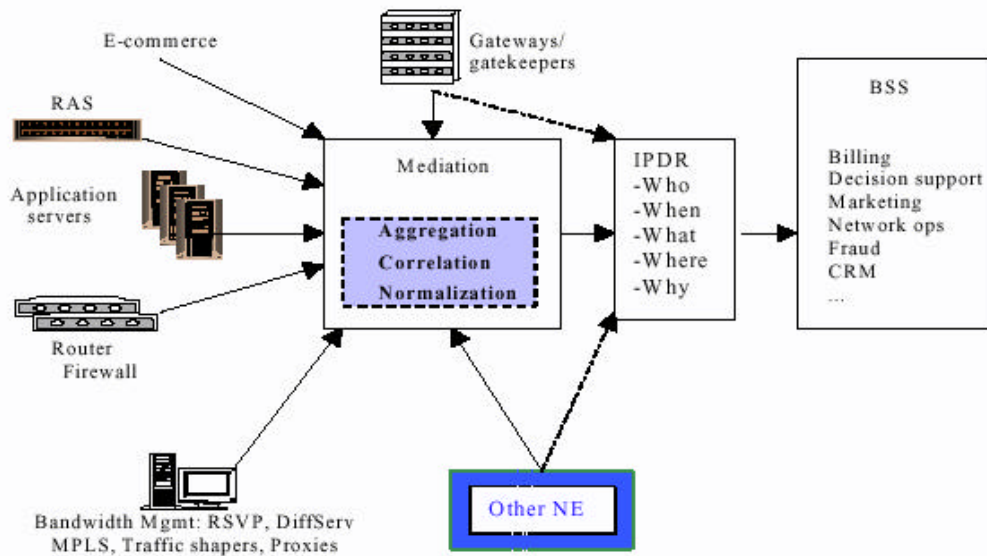 E-commerce
Gateways/
gatekeepers
RAS
Application
servers
Router
Firewall
Mediation
Aggregation
Correlation
Normalization
IPDR
-Who
-When
-What
-Where
-Why
BSS
Billing
Decision support
Marketing
Network ops
Fraud
CRM
...
Bandwidth Mgmt: RSVP, DiffServ
MPLS, Traffic shapers, Proxies
Other NE